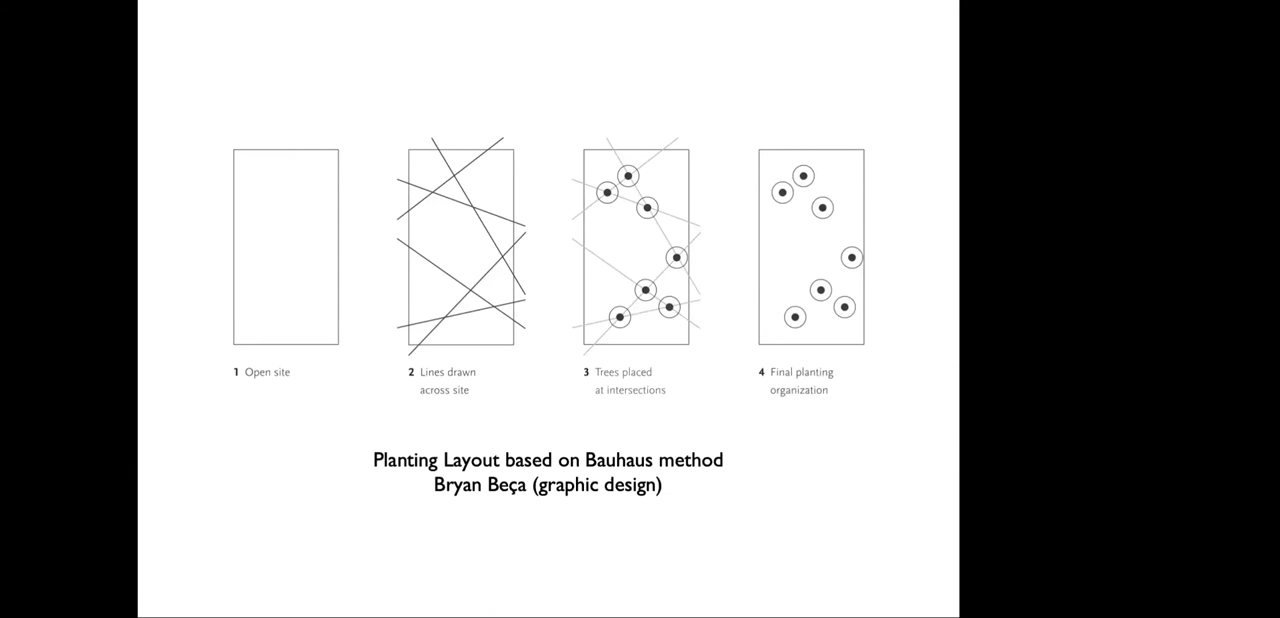 1 Open site
2 Lines drawn
across site
3 Trees placed
at intersections
4 Final planting
organization
Planting Layout based on Bauhaus method
Bryan Beça (graphic design)